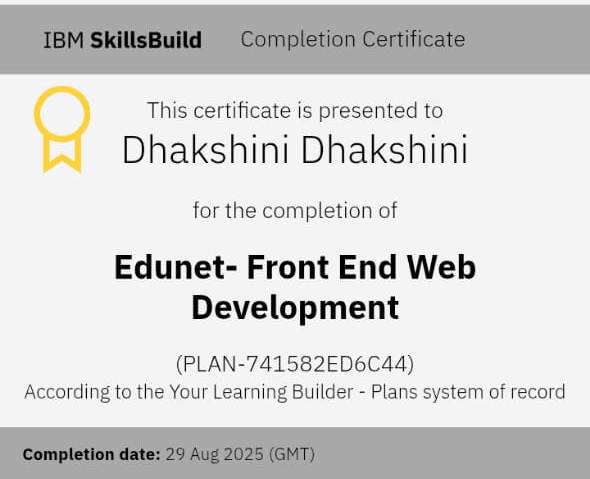 IBM SkillsBuild Completion Certificate
This certificate is presented to
Dhakshini Dhakshini
for the completion of
Edunet- Front End Web
Development
(PLAN-741582ED6C44)
According to the Your Learning Builder - Plans system of record
Completion date: 29 Aug 2025 (GMT)